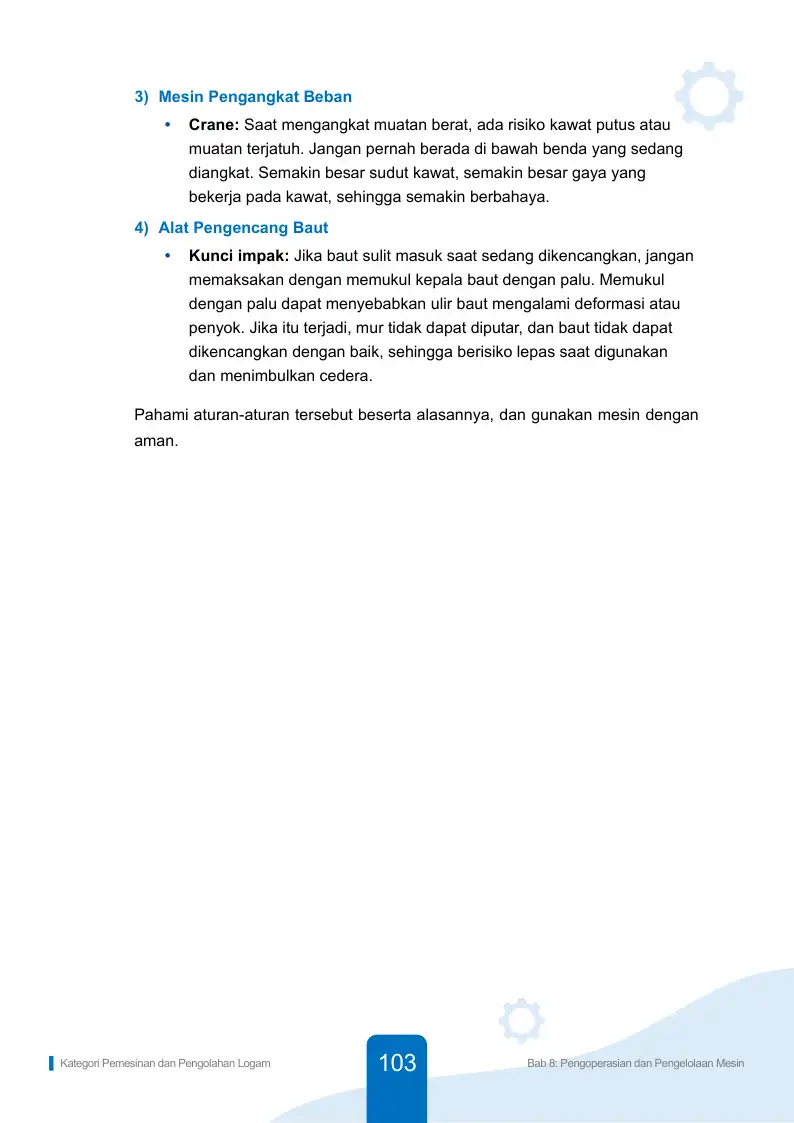 3) Mesin Pengangkat Beban
• Crane: Saat mengangkat muatan berat, ada risiko kawat putus atau
muatan terjatuh. Jangan pernah berada di bawah benda yang sedang
diangkat. Semakin besar sudut kawat, semakin besar gaya yang
bekerja pada kawat, sehingga semakin berbahaya.
4) Alat Pengencang Baut
• Kunci impak: Jika baut sulit masuk saat sedang dikencangkan, jangan
memaksakan dengan memukul kepala baut dengan palu. Memukul
dengan palu dapat menyebabkan ulir baut mengalami deformasi atau
penyok. Jika itu terjadi, mur tidak dapat diputar, dan baut tidak dapat
dikencangkan dengan baik, sehingga berisiko lepas saat digunakan
dan menimbulkan cedera.
Pahami aturan-aturan tersebut beserta alasannya, dan gunakan mesin dengan
aman.
Kategori Pemesinan dan Pengolahan Logam
103
Bab 8: Pengoperasian dan Pengelolaan Mesin